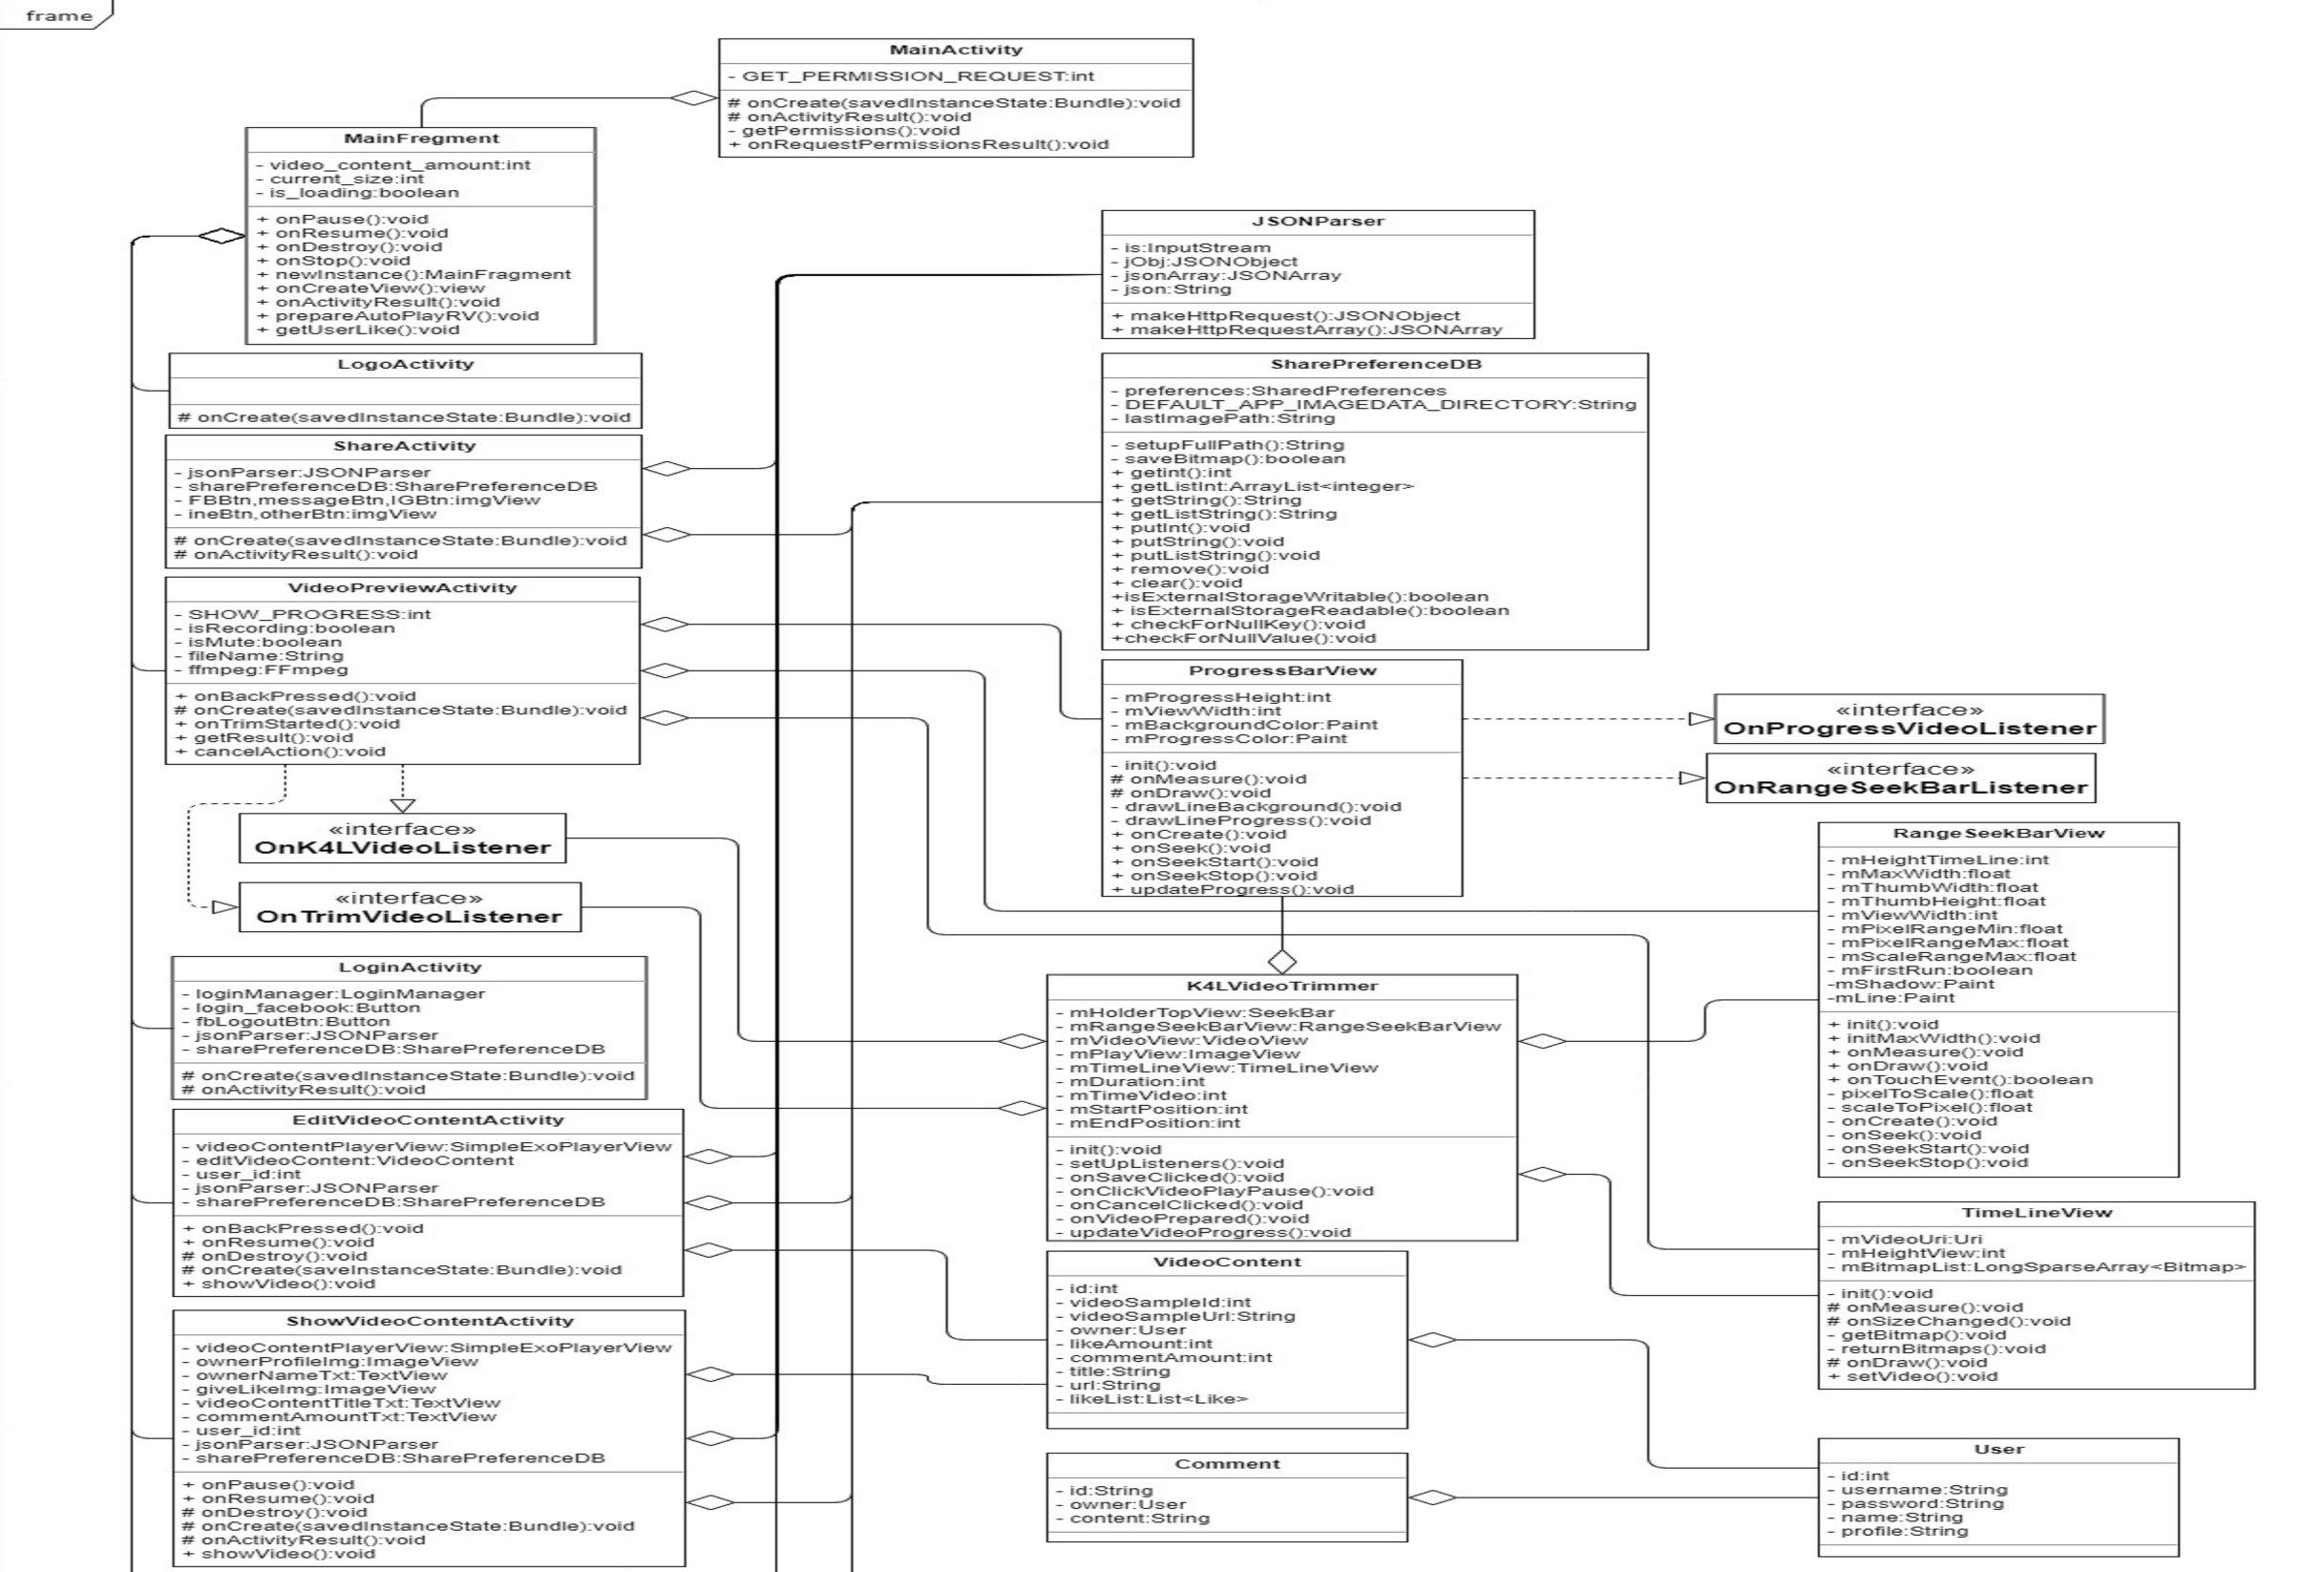 frame
MainActivity
- GET_PERMISSION_REQUEST:int
# onCreate(savedInstanceState:Bundle):void
# onActivityResult():void
- getPermissions():void
+ onRequestPermissionsResult():void
MainFregment
- video_content_amount:int
- current_size:int
- is_loading:boolean
+ onPause():void
+ onResume():void
+ onDestroy():void
+ onStop():void
+ newInstance():MainFragment
+ onCreateView():view
+ onActivityResult():void
+ prepareAutoPlayRV():void
+ getUserLike():void
JSONParser
- is:InputStream
- jObj:JSONObject
- jsonArray:JSONArray
- json:String
+ makeHttpRequest():JSONObject
+ makeHttpRequestArray():JSONArray
LogoActivity
# onCreate(savedInstanceState:Bundle):void
SharePreferenceDB
- preferences:SharedPreferences
- DEFAULT_APP_IMAGEDATA_DIRECTORY:String
- lastImagePath:String
- setupFullPath():String
- saveBitmap():boolean
+ getint():int
+ getListInt:ArrayList<integer>
+ getString():String
+ getListString():String
+ putInt():void
+ putString():void
+ putListString():void
+ remove():void
+ clear():void
+isExternalStorageWritable():boolean
+ isExternalStorageReadable():boolean
+ checkForNullKey():void
+checkForNullValue():void
ShareActivity
- jsonParser:JSONParser
- sharePreferenceDB:SharePreferenceDB
- FBBtn,messageBtn,IGBtn:imgView
- ineBtn,otherBtn:imgView
# onCreate(savedInstanceState:Bundle):void
# onActivityResult():void
VideoPreviewActivity
- SHOW_PROGRESS:int
- isRecording:boolean
- isMute:boolean
- fileName:String
- ffmpeg:FFmpeg
+ onBackPressed():void
# onCreate(savedInstanceState:Bundle):void
+ onTrimStarted():void
+ getResult():void
+ cancelAction():void
ProgressBarView
- mProgressHeight:int
- mViewWidth:int
- mBackgroundColor:Paint
- mProgressColor:Paint
- init():void
# onMeasure():void
# onDraw():void
- drawLineBackground():void
- drawLineProgress():void
+ onCreate():void
+ onSeek():void
+ onSeekStart():void
+ onSeekStop():void
+ updateProgress():void
«interface»
OnProgressVideoListener
«interface»
OnRangeSeekBarListener
«interface»
OnK4LVideoListener
«interface»
OnTrimVideoListener
RangeSeekBarView
- mHeightTimeLine:int
- mMaxWidth:float
- mThumbWidth:float
- mThumbHeight:float
- mViewWidth:int
- mPixelRangeMin:float
- mPixelRangeMax:float
- mScaleRangeMax:float
- mFirstRun:boolean
-mShadow:Paint
-mLine:Paint
+ init():void
+ initMaxWidth():void
+ onMeasure():void
+ onDraw():void
+ onTouchEvent():boolean
- pixelToScale():float
- scaleToPixel():float
- onCreate():void
- onSeek():void
- onSeekStart():void
- onSeekStop():void
LoginActivity
- loginManager:LoginManager
- login_facebook:Button
- fbLogoutBtn:Button
- jsonParser:JSONParser
- sharePreferenceDB:SharePreferenceDB
# onCreate(savedInstanceState:Bundle):void
# onActivityResult():void
K4LVideoTrimmer
- mHolderTopView:SeekBar
- mRangeSeekBarView:RangeSeekBarView
- mVideoView:VideoView
- mPlayView:ImageView
- mTimeLineView:TimeLineView
- mDuration:int
- mTimeVideo:int
- mStartPosition:int
- mEndPosition:int
- init():void
- setUpListeners():void
- onSaveClicked():void
- onClickVideoPlayPause():void
- onCancelClicked():void
- onVideoPrepared():void
- updateVideoProgress():void
EditVideoContentActivity
- videoContentPlayerView:SimpleExoPlayerView
- editVideoContent:VideoContent
- user_id:int
- jsonParser:JSONParser
- sharePreferenceDB:SharePreferenceDB
+ onBackPressed():void
+ onResume():void
# onDestroy():void
# onCreate(saveInstanceState:Bundle):void
+ showVideo():void
TimeLineView
- mVideoUri:Uri
- mHeightView:int
- mBitmapList:LongSparseArray<Bitmap>
- init():void
# onMeasure():void
# onSizeChanged():void
- getBitmap():void
- returnBitmaps():void
# onDraw():void
+ setVideo():void
VideoContent
- id:int
- videoSampleId:int
- videoSampleUrl:String
- owner:User
- likeAmount:int
- commentAmount:int
- title:String
- url:String
- likeList:List<Like>
ShowVideoContentActivity
- videoContentPlayerView:SimpleExoPlayerView
- ownerProfileImg:ImageView
- ownerNameTxt:TextView
- giveLikeImg:ImageView
- videoContentTitleTxt:TextView
- commentAmountTxt:TextView
- user_id:int
- jsonParser:JSONParser
- sharePreferenceDB:SharePreferenceDB
+ onPause():void
+ onResume():void
# onDestroy():void
# onCreate(savedInstanceState:Bundle):void
# onActivityResult():void
+ showVideo():void
Comment
- id:String
- owner:User
- content:String
User
- id:int
- username:String
- password:String
- name:String
- profile:String